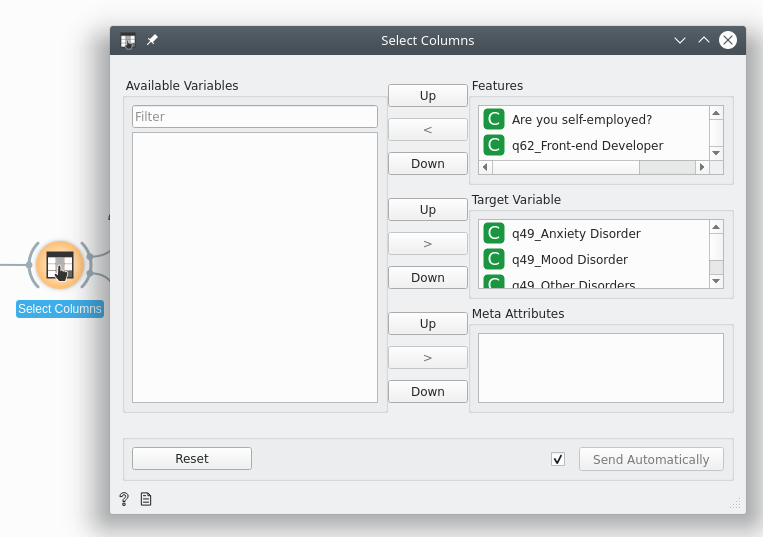 Select Columns
Available Variables
Filter
Up
<
Down
Up
>
Down
Up
>
Down
Features
C Are you self-employed?
C q62_Front-end Developer
Target Variable
C q49_Anxiety Disorder
C q49_Mood Disorder
C q49_Other Disorders
Meta Attributes
Select Columns
Reset
Send Automatically
?